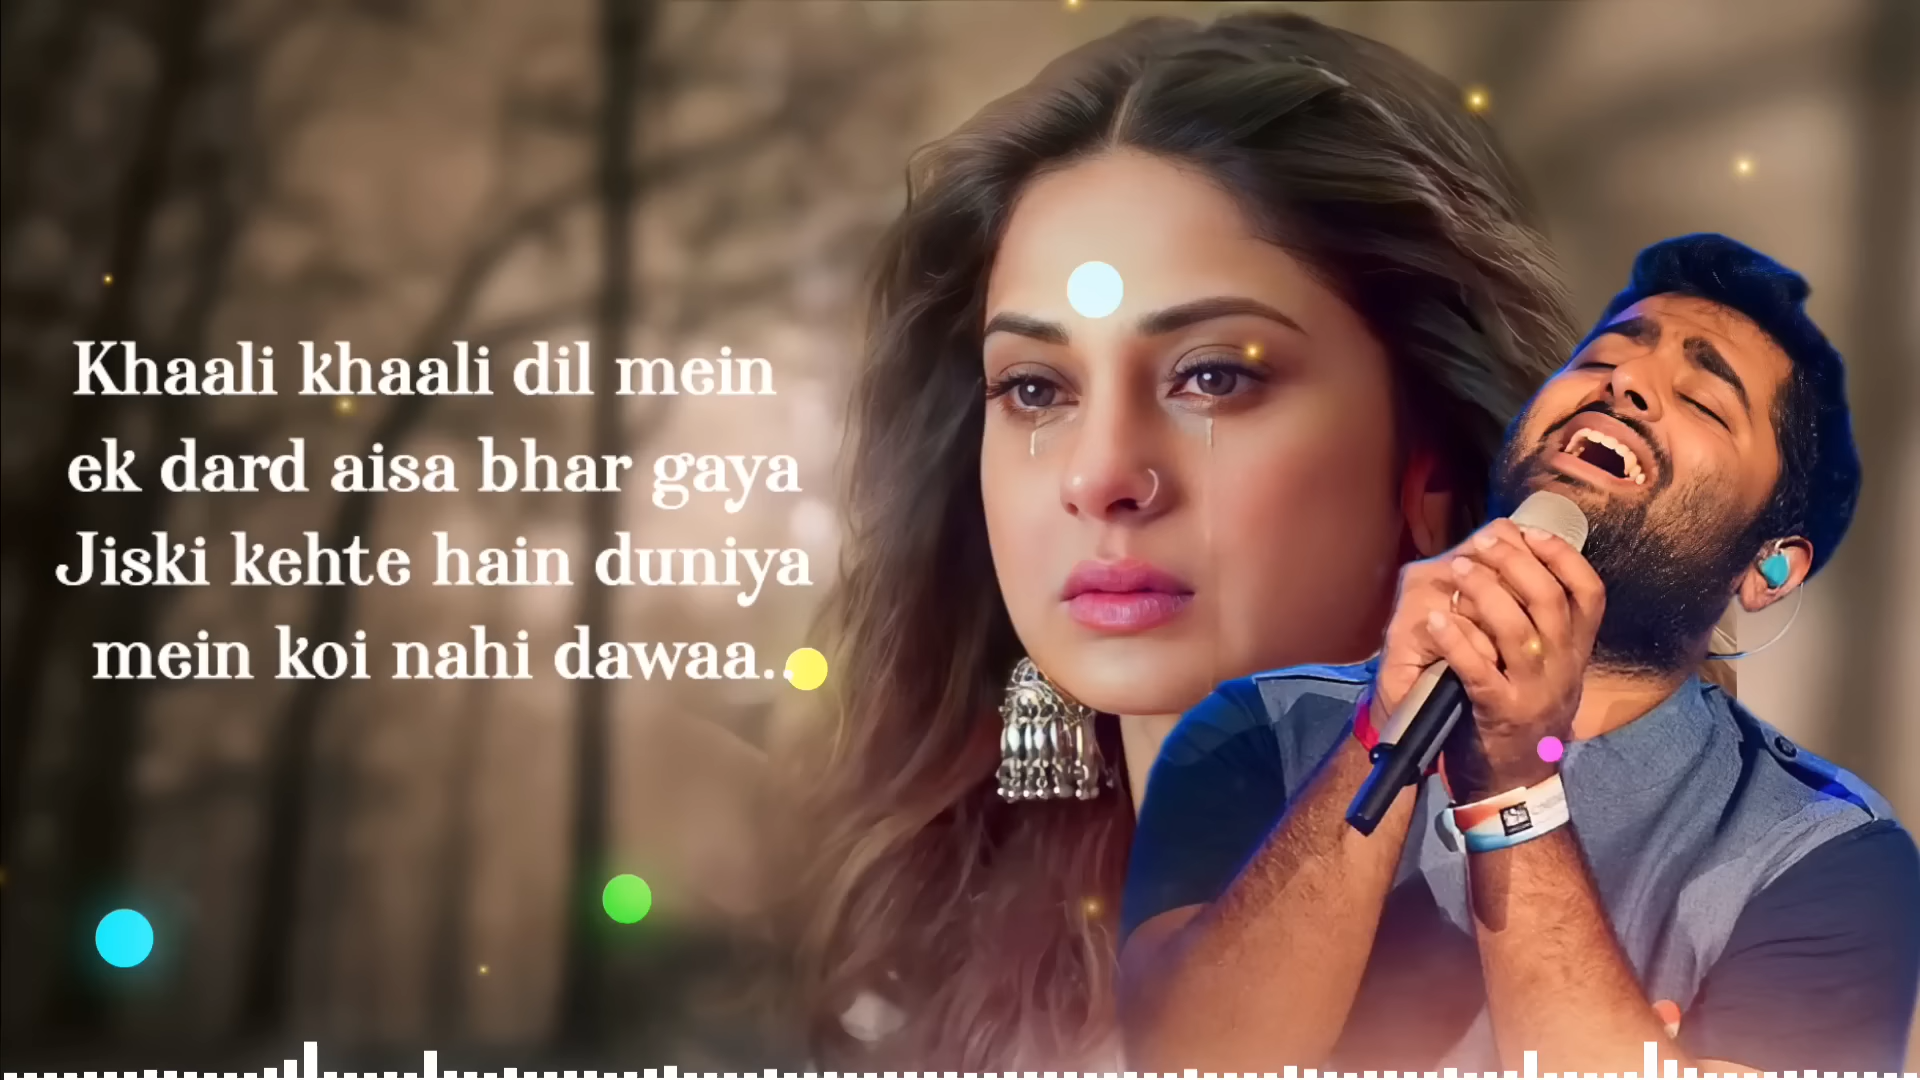 Khaali khaali dil mein
ek dard aisa bhar gaya
Jiski kehte hain duniya
mein koi nahi dawaa..